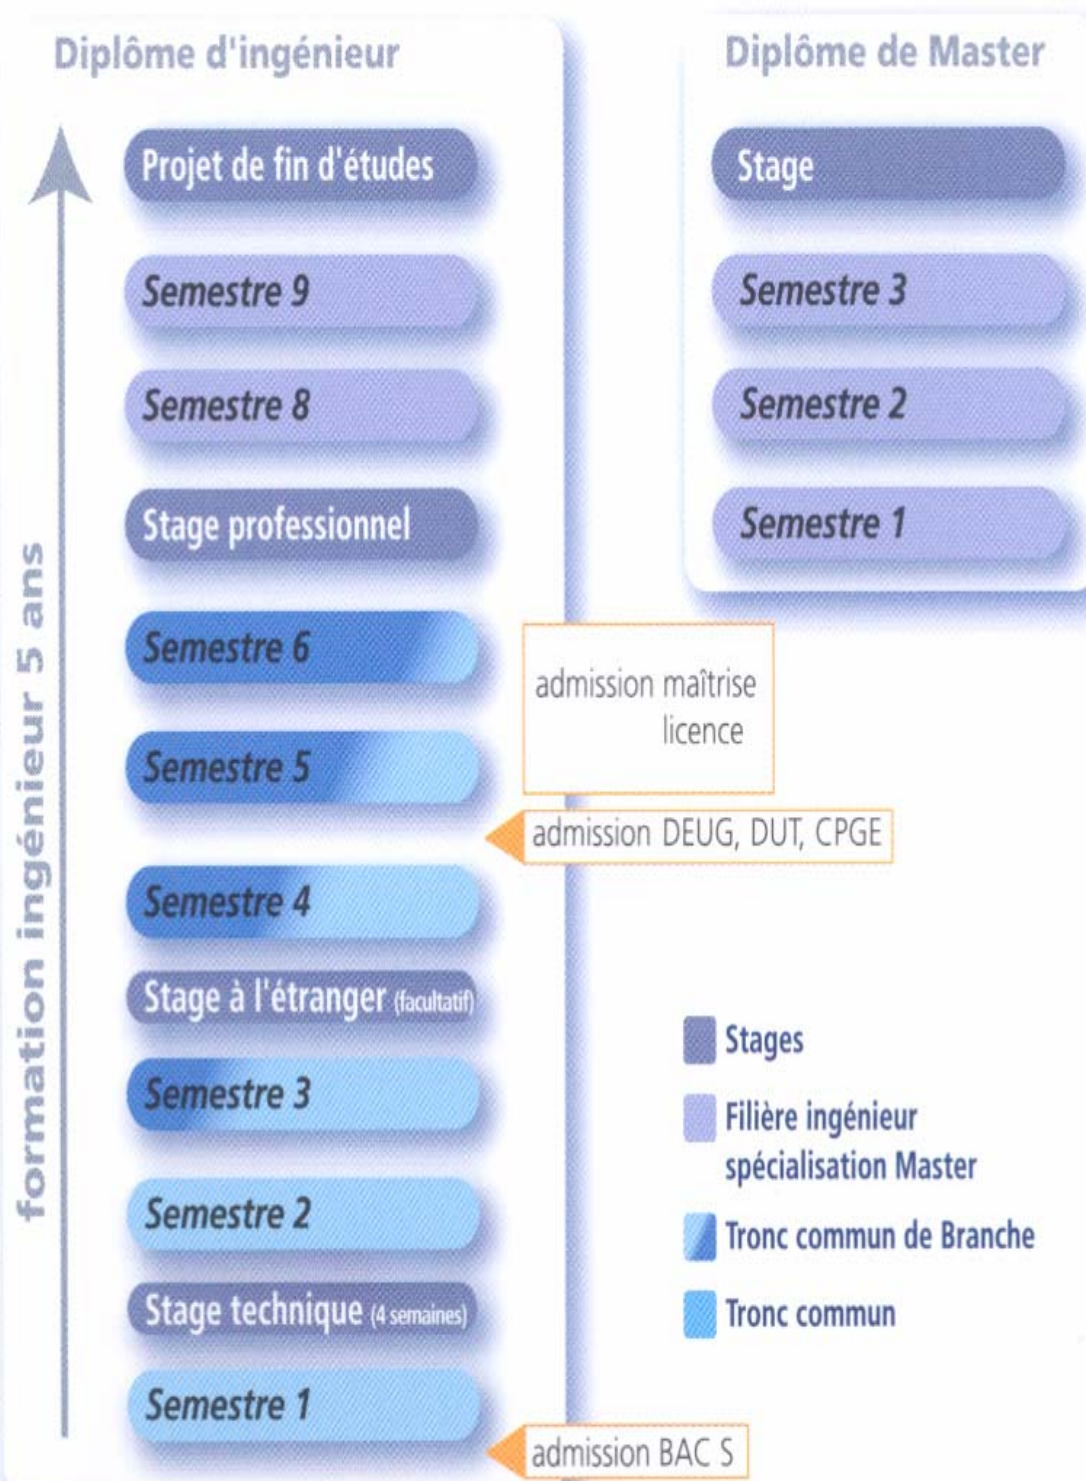 Diplôme d'ingénieur
formation ingénieur 5 ans
Projet de fin d'études
Semestre 9
Semestre 8
Stage professionnel
Semestre 6
Semestre 5
Semestre 4
Stage à l'étranger (facultatif)
Semestre 3
Semestre 2
Stage technique (4 semaines)
Semestre 1
Diplôme de Master
Stage
Semestre 3
Semestre 2
Semestre 1
admission maîtrise
licence
admission DEUG, DUT, CPGE
admission BAC S
Stages
Filière ingénieur
spécialisation Master
Tronc commun de Branche
Tronc commun